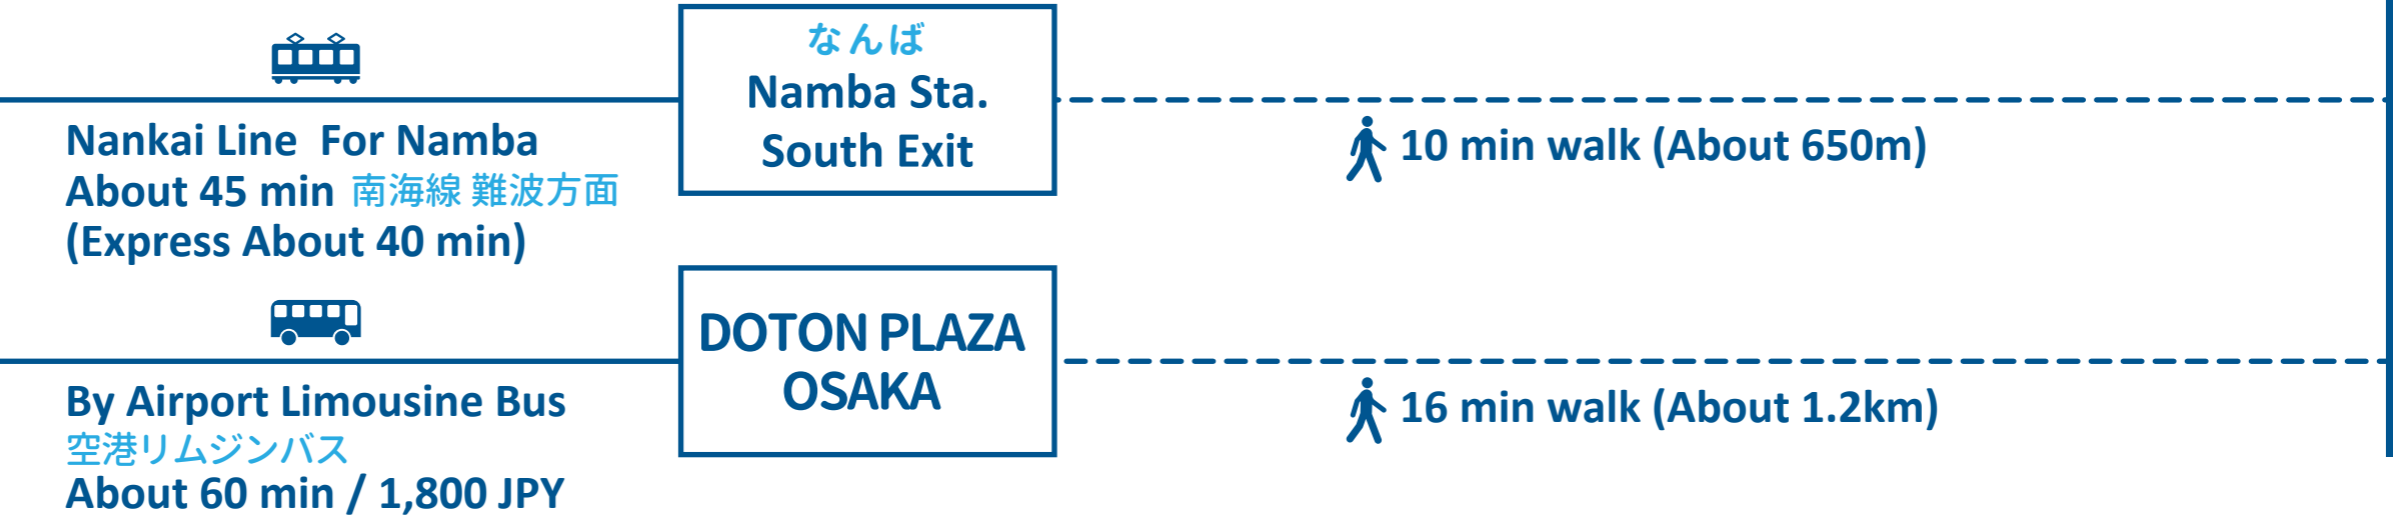 なんば
Namba Sta.
South Exit
Nankai Line For Namba
About 45 min 南海線 難波方面
(Express About 40 min)
10 min walk (About 650m)
DOTON PLAZA
OSAKA
By Airport Limousine Bus
空港リムジンバス
About 60 min / 1,800 JPY
16 min walk (About 1.2km)